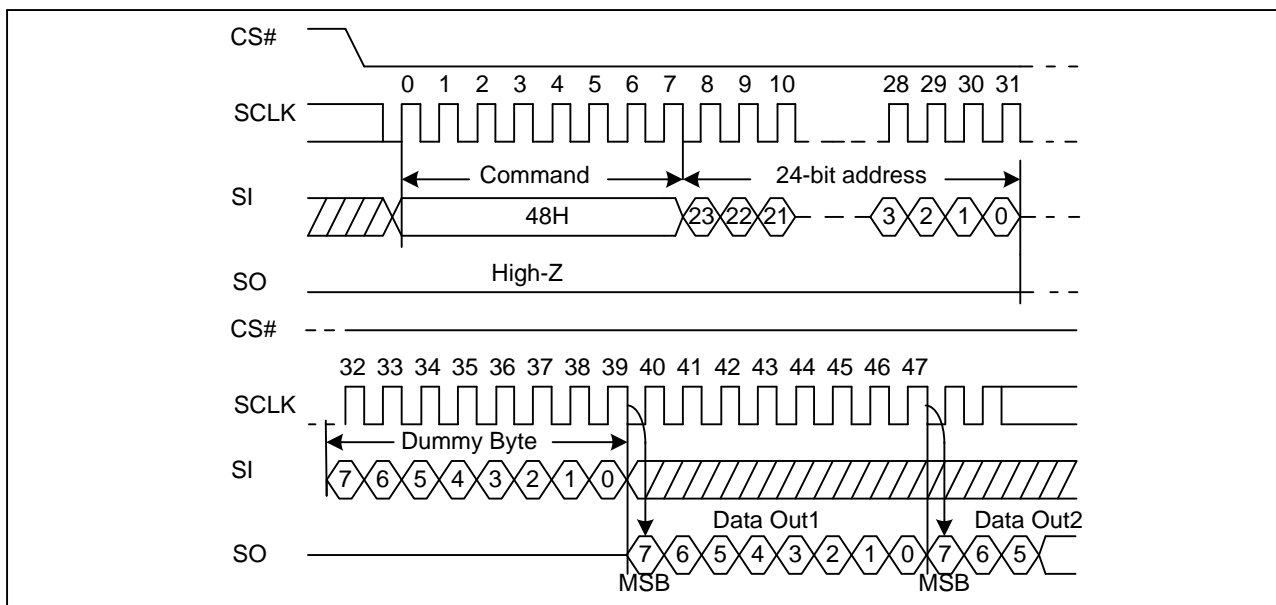 CS#
0 1 2 3 4 5 6 7 8 9 10 28 29 30 31
SCLK
Command 24-bit address
SI
48H 23 22 21 3 2 1 0
High-Z
SO
CS#
32 33 34 35 36 37 38 39 40 41 42 43 44 45 46 47
SCLK
Dummy Byte
SI
7 6 5 4 3 2 1 0
Data Out1 Data Out2
SO
7 6 5 4 3 2 1 0 7 6 5
MSB MSB